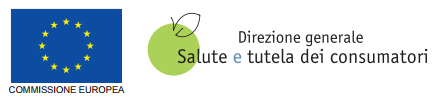 COMMISSIONE EUROPEA
Direzione generale
Salute e tutela dei consumatori